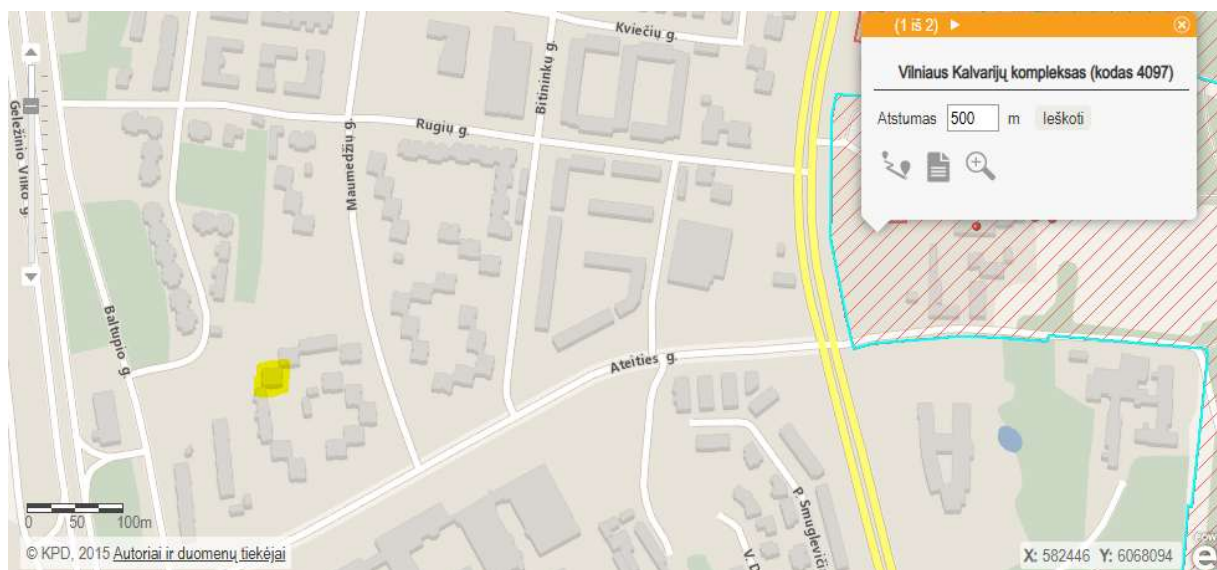 (1 iš 2)
Vilniaus Kalvarijų kompleksas (kodas 4097)
Atstumas 500 m Ieškoti
Kviečių g.
Bitininkų g.
Rugių g.
Maumedžių g.
Geležinio Vilko g.
Baltupio g.
Ateities g.
P. Smuglevič
V. D
0 50 100m
© KPD, 2015 Autoriai ir duomenų tiekėjai
X: 582446 Y: 6068094